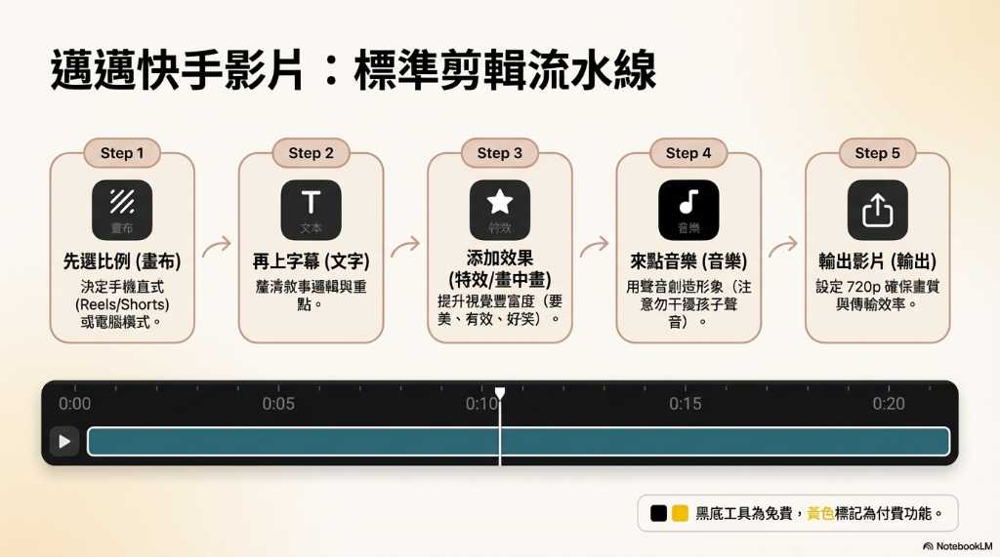 邁邁快手影片：標準剪輯流水線
Step 1
畫布
先選比例 (畫布)
決定手機直式
(Reels/Shorts)
或電腦橫式。
Step 2
文本
再上字幕 (文字)
釐清敘事邏輯與重
點。
Step 3
特效
添加效果
(特效/畫中畫)
提升視覺豐富度（要
美、有效、好笑）。
Step 4
音樂
來點音樂 (音樂)
用聲音創造形象（注
意勿干擾孩子聲
音）。
Step 5
輸出影片 (輸出)
設定 720p 確保畫質
與傳輸效率。
0:00
0:05
0:10
0:15
0:20
黑底工具為免費，黃色標記為付費功能。
NotebookLM